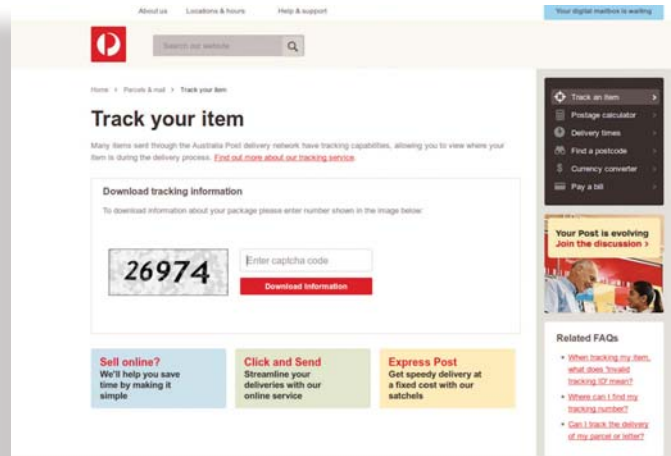 About us Locations & hours Help & support Your digital mailbox is waiting
Search our website
Home > Parcels & mail > Track your item
Track your item
Many items sent through the Australia Post delivery network have tracking capabilities, allowing you to view where your
item is during the delivery process. Find out more about our tracking service.
Download tracking information
To download information about your package please enter number shown in the image below:
26974
Enter captcha code
Download Information
Sell online?
We'll help you save
time by making it
simple
Click and Send
Streamline your
deliveries with our
online service
Express Post
Get speedy delivery at
a fixed cost with our
satchels
Track an item >
Postage calculator >
Delivery times >
Find a postcode >
$ Currency converter >
Pay a bill >
Your Post is evolving
Join the discussion >
Related FAQs
• When tracking my item,
what does 'Invalid
tracking ID' mean?
• Where can I find my
tracking number?
• Can I track the delivery
of my parcel or letter?